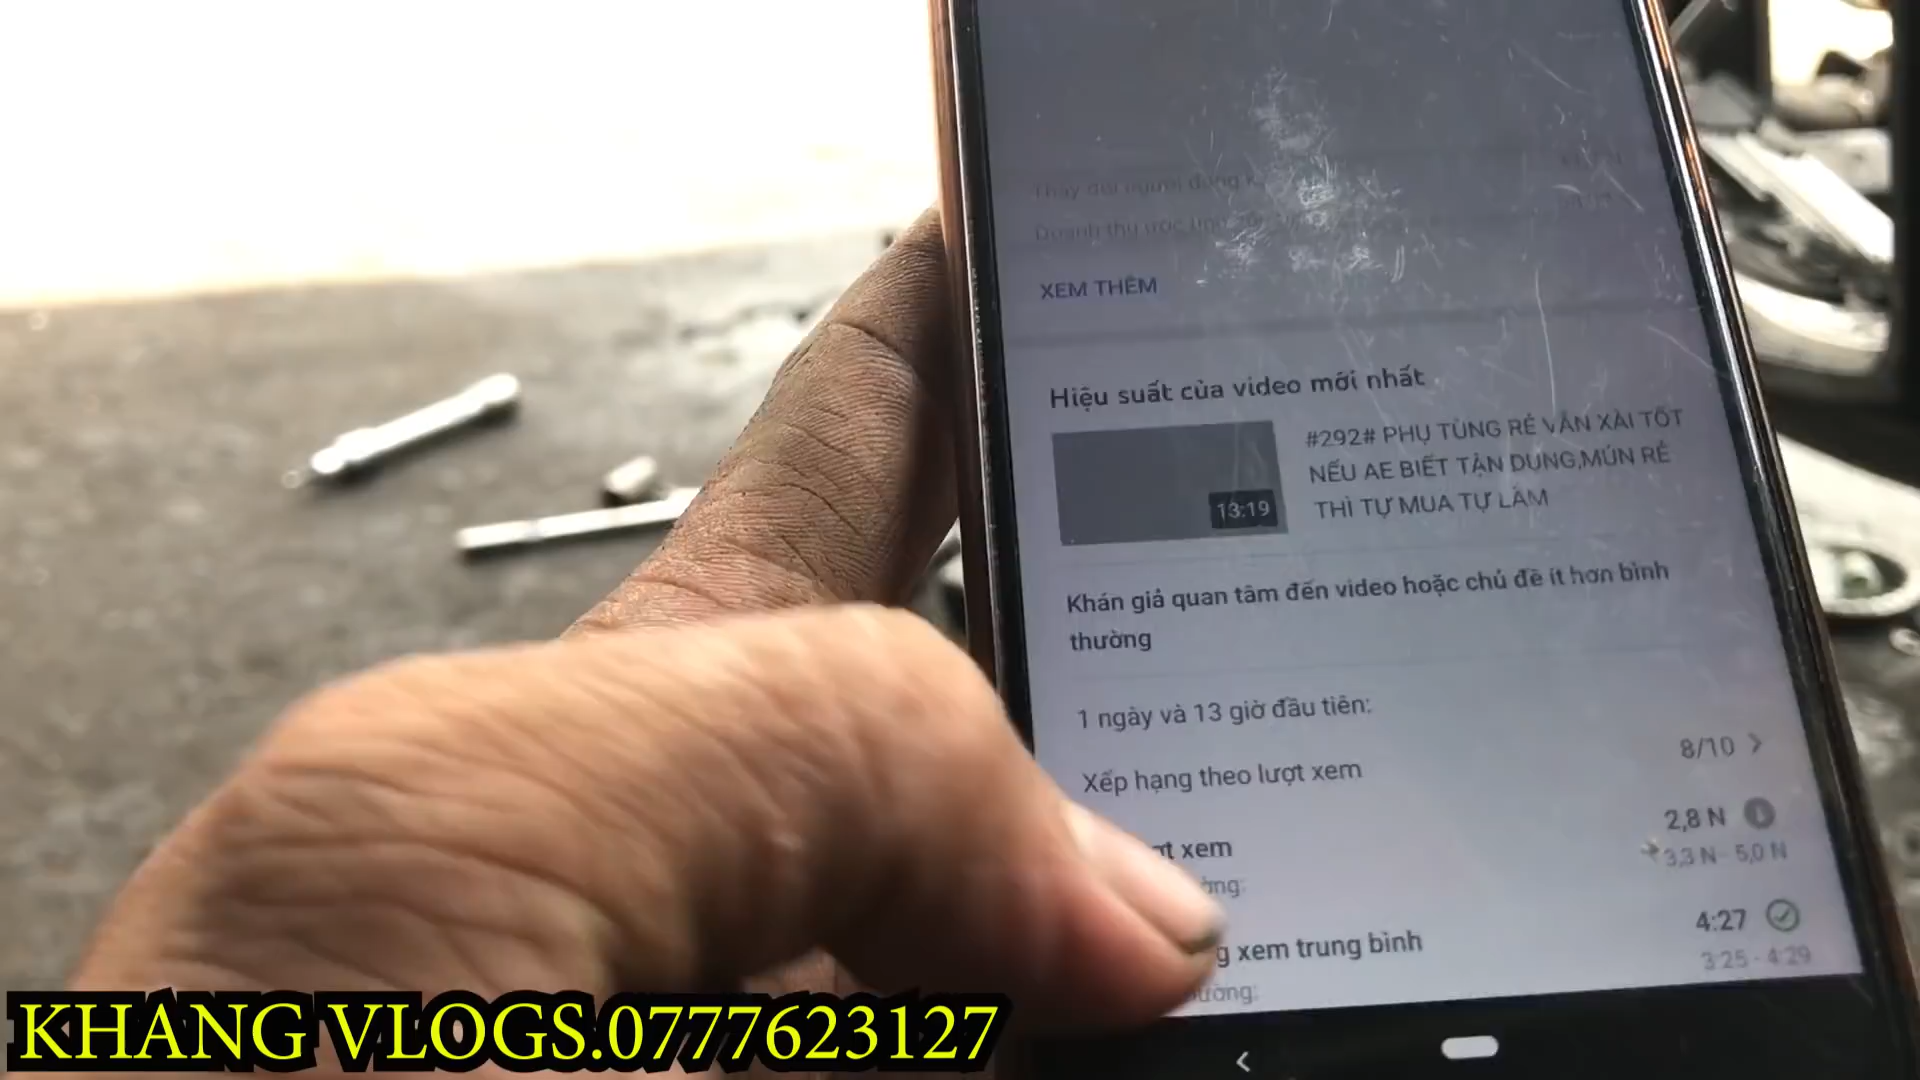 XEM THÊM
Hiệu suất của video mới nhất
#292# PHỤ TÙNG RẺ VẪN XÀI TỐT
NẾU AE BIẾT TẬN DỤNG,MÚN RẺ
THÌ TỰ MUA TỰ LÀM
13:19
Khán giả quan tâm đến video hoặc chủ đề ít hơn bình
thường
1 ngày và 13 giờ đầu tiên:
Xếp hạng theo lượt xem 8/10
xem 2,8 N
3,3 N - 5,0 N
xem trung bình 4:27
3:25 - 4:29
KHANG VLOGS.0777623127